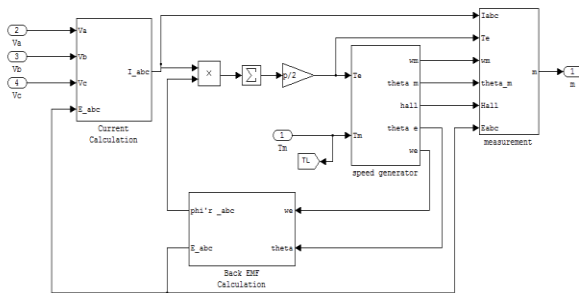 2
Va
3
Vb
4
Vc
Va
Vb
Vc
E_abc
I_abc
Current
Calculation
×
Σ
p/2
Te
Tm
wm
theta m
hall
theta e
we
speed generator
1
Tm
TL
Iabc
Te
wm
theta_m
Hall
Eabc
m
measurement
1
m
phi'r _abc
E_abc
we
theta
Back EMF
Calculation